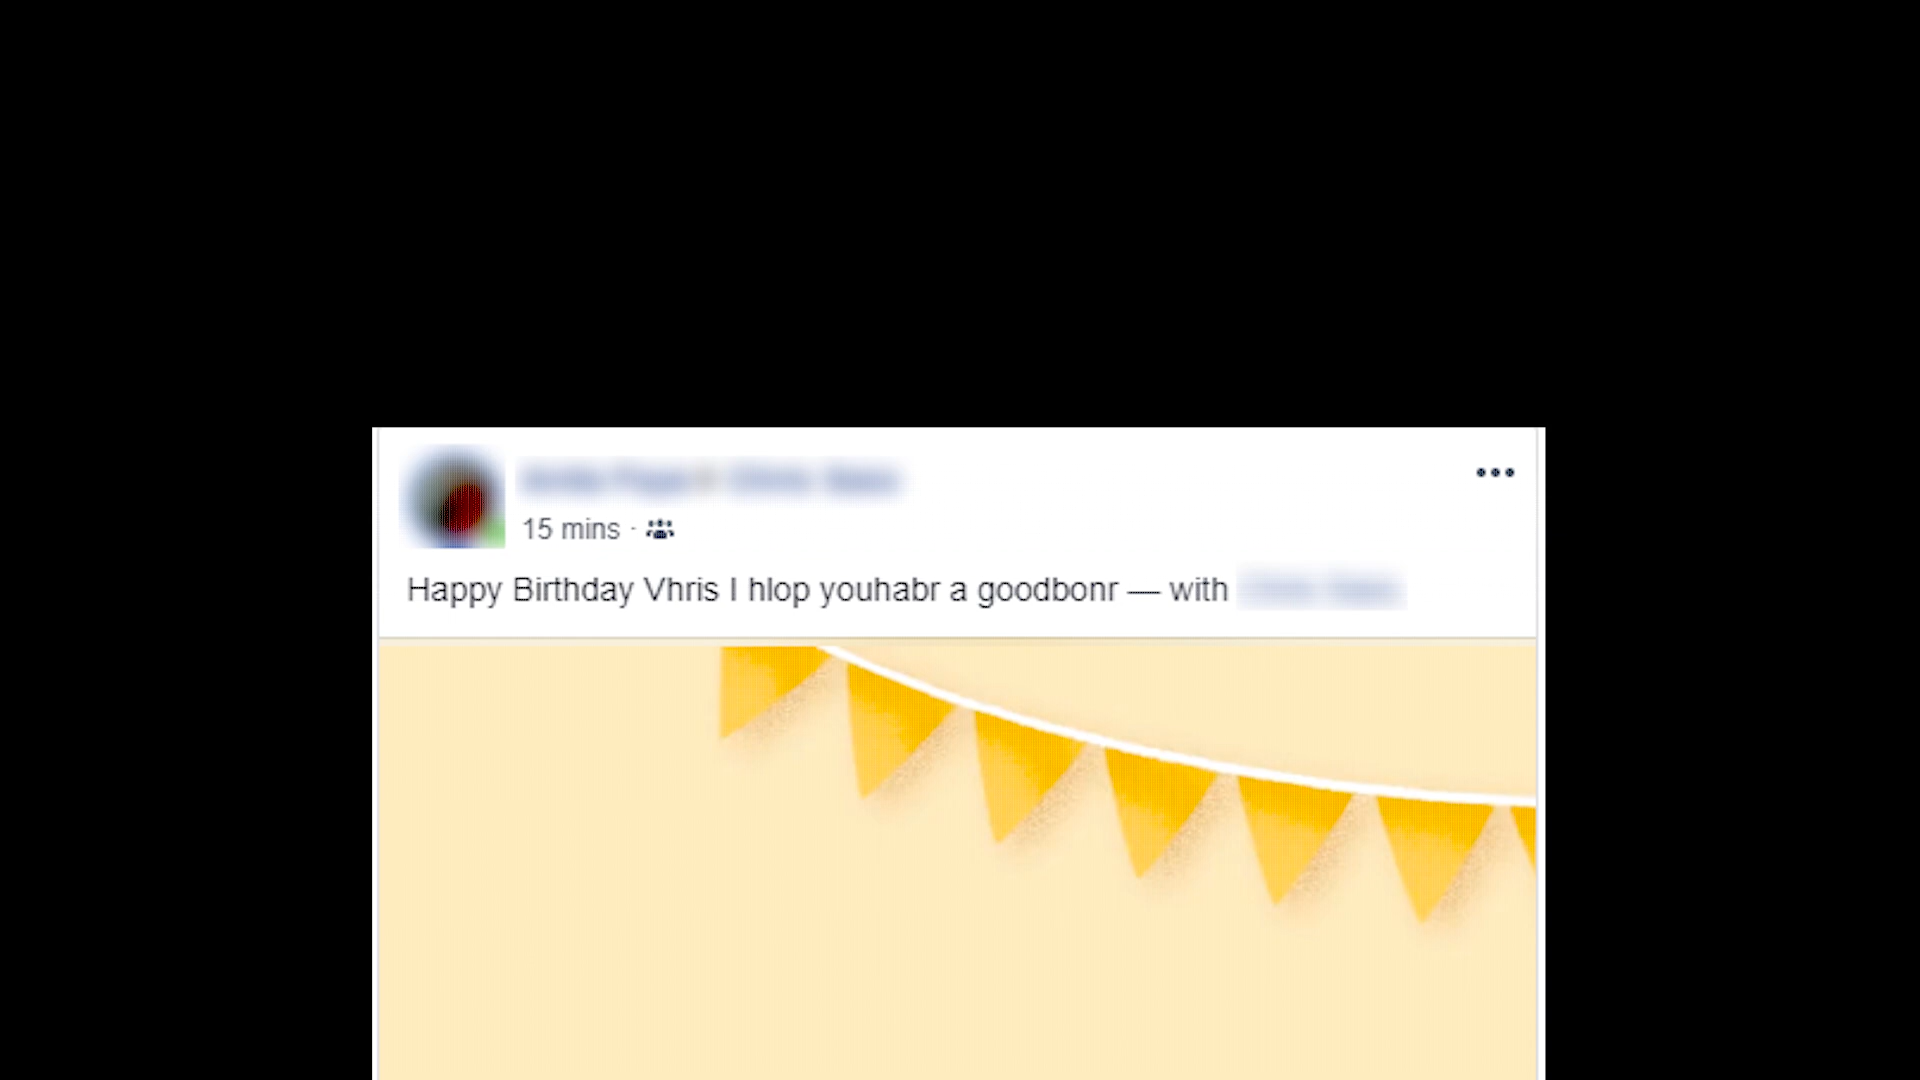 15 mins ·
Happy Birthday Vhris I hlop youhabr a goodbonr — with